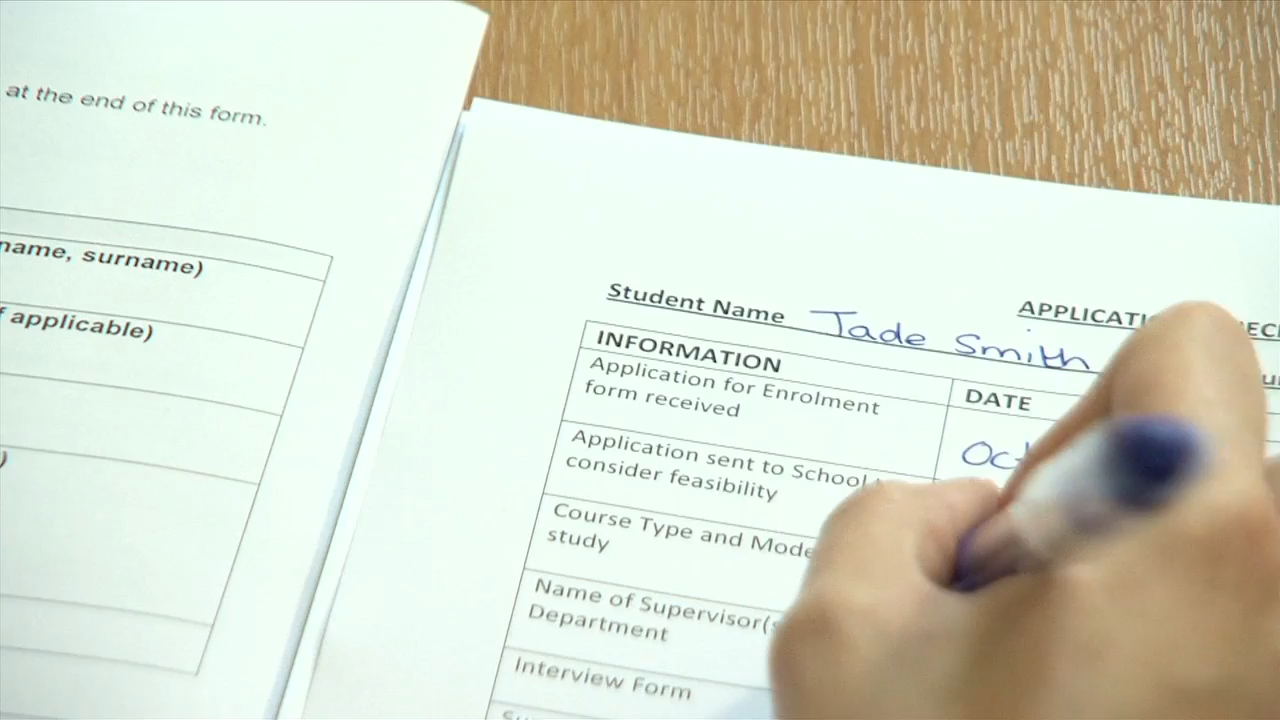 at the end of this form.
name, surname)
applicable)
)
APPLICATI
Student Name Jade Smith
INFORMATION
DATE
Application for Enrolment
form received
Oct
Application sent to School
consider feasibility
Course Type and Mode
study
Name of Supervisor(s
Department
Interview Form